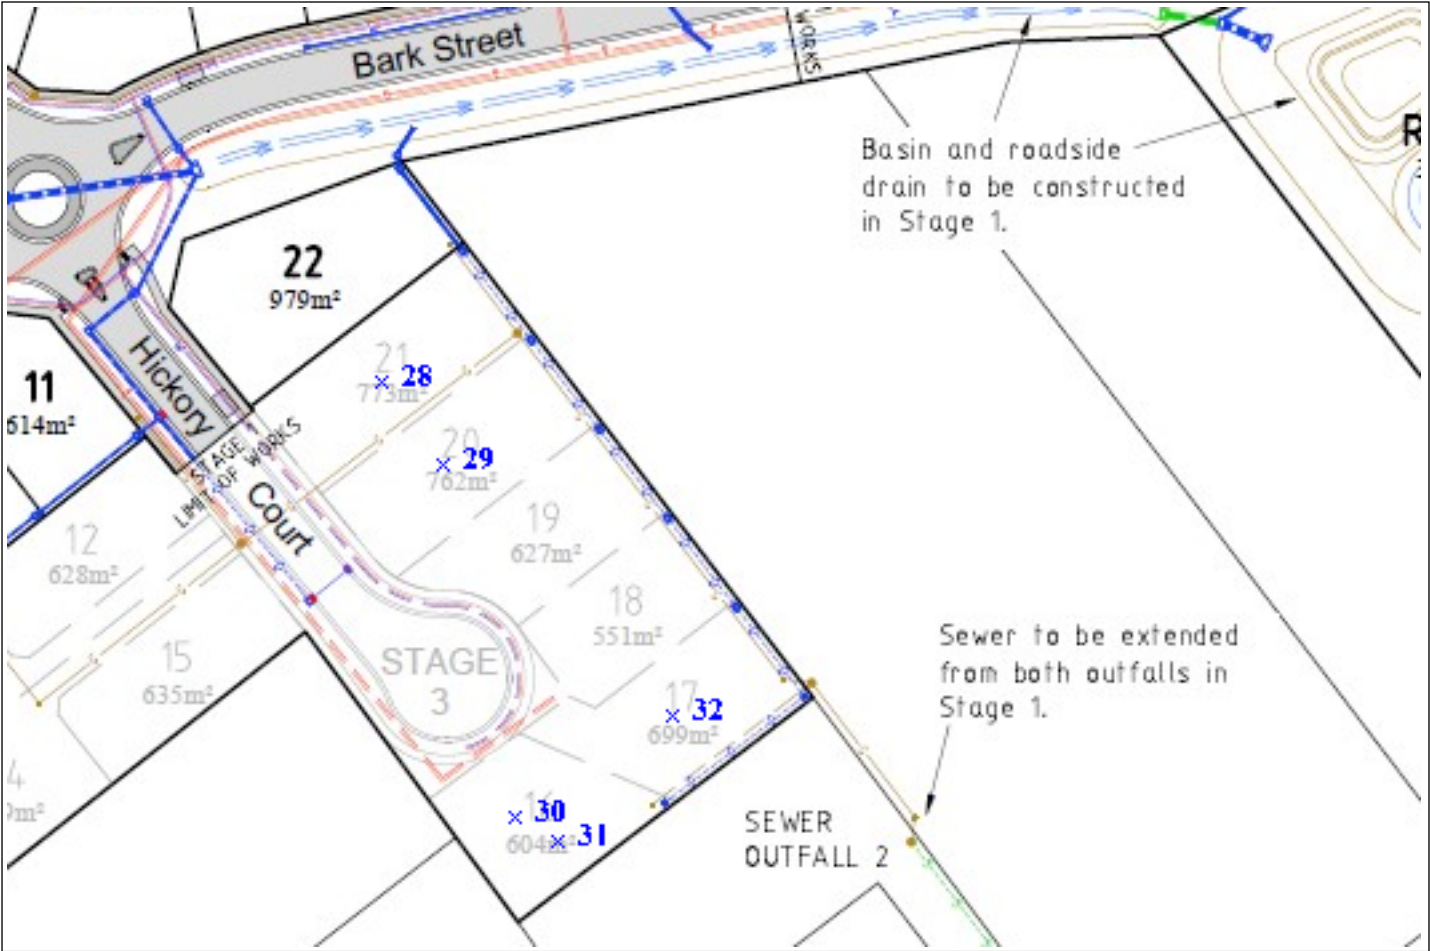 Bark Street
WORKS
R
Basin and roadside
drain to be constructed
in Stage 1.
22
979m²
Hickory
11
614m²
21
28
773m²
STAGE 1
LIMIT OF WORKS
20
29
762m²
Court
19
627m²
12
628m²
18
551m²
15
635m²
STAGE
3
Sewer to be extended
from both outfalls in
Stage 1.
17
32
699m²
4
30
31
604m²
SEWER
OUTFALL 2